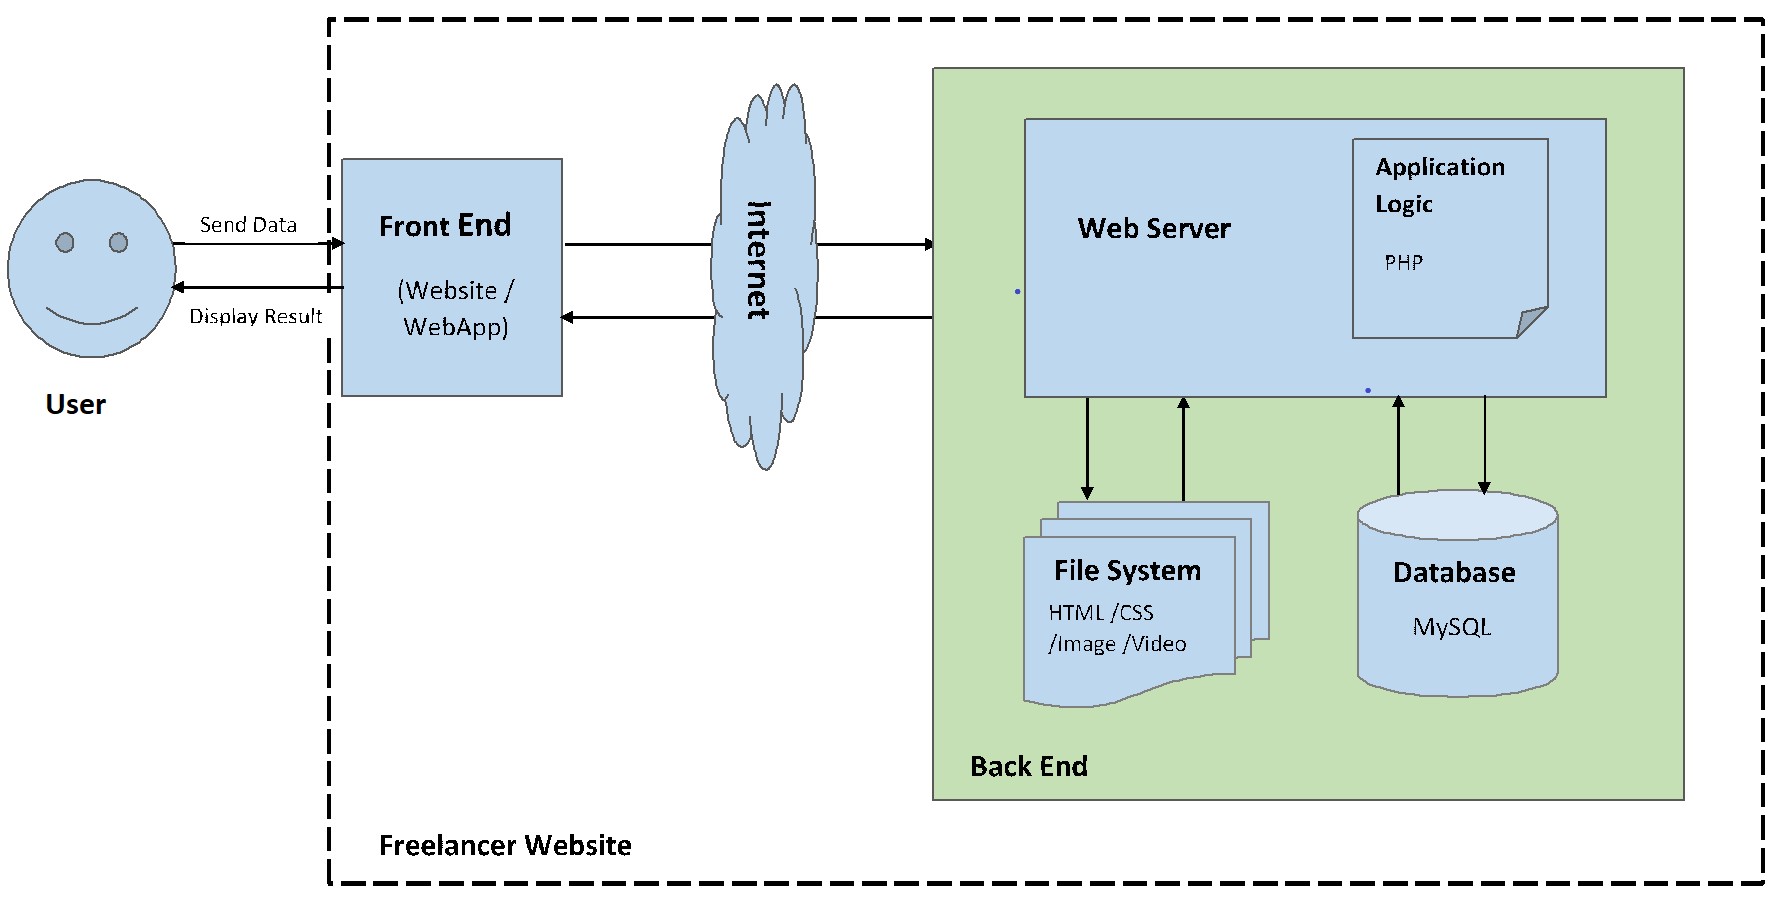 User
Send Data
Display Result
Front End
(Website /
WebApp)
Internet
Web Server
Application
Logic
PHP
File System
HTML /CSS
/Image /Video
Database
MySQL
Back End
Freelancer Website